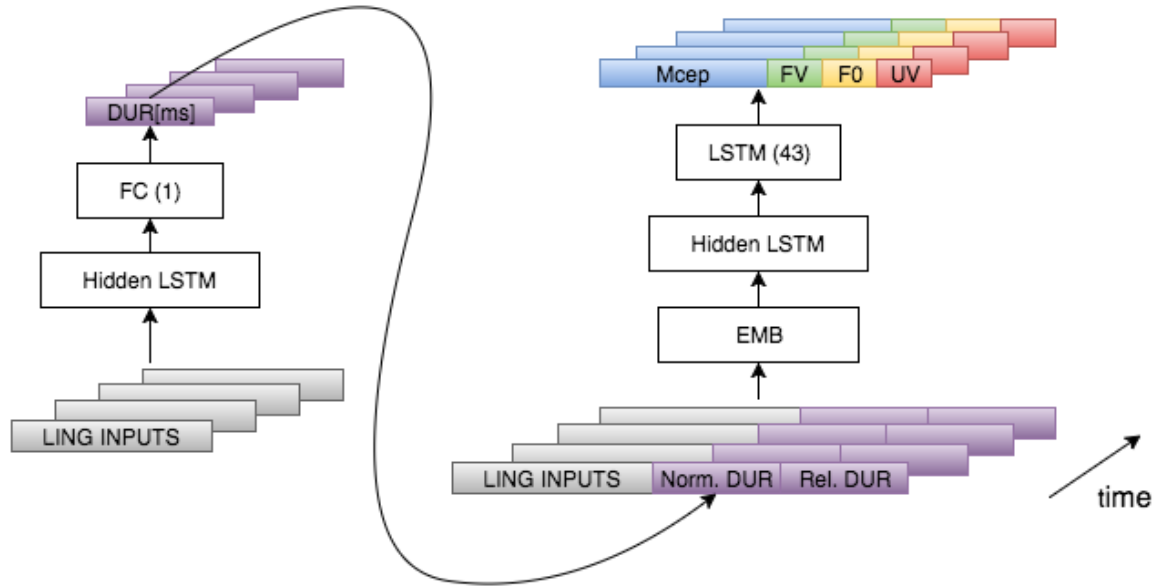 DUR[ms]
FC (1)
Hidden LSTM
LING INPUTS
Mcep FV F0 UV
LSTM (43)
Hidden LSTM
EMB
LING INPUTS Norm. DUR Rel. DUR
time